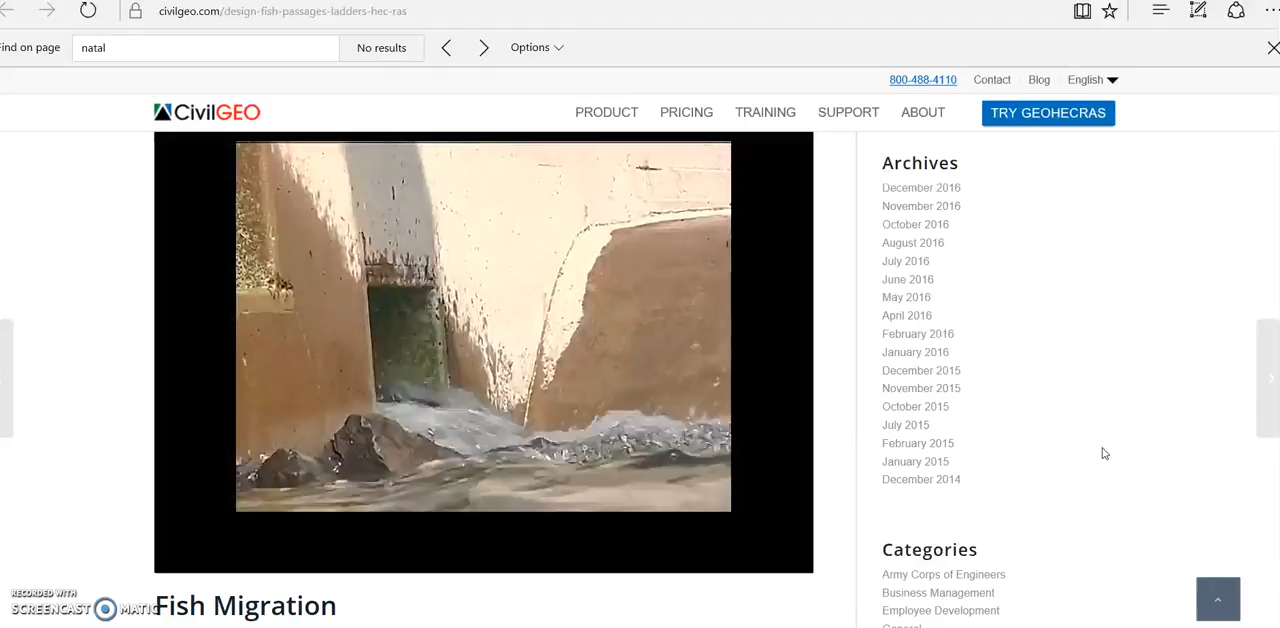 civilgeo.com/design-fish-passages-ladders-hec-ras
Find on page natal No results Options
800-488-4110 Contact Blog English
CivilGEO PRODUCT PRICING TRAINING SUPPORT ABOUT TRY GEOHECRAS
Archives
December 2016
November 2016
October 2016
August 2016
July 2016
June 2016
May 2016
April 2016
February 2016
January 2016
December 2015
November 2015
October 2015
July 2015
February 2015
January 2015
December 2014
Categories
Army Corps of Engineers
Business Management
Employee Development
General
RECORDED WITH
SCREENCAST MATIC
Fish Migration